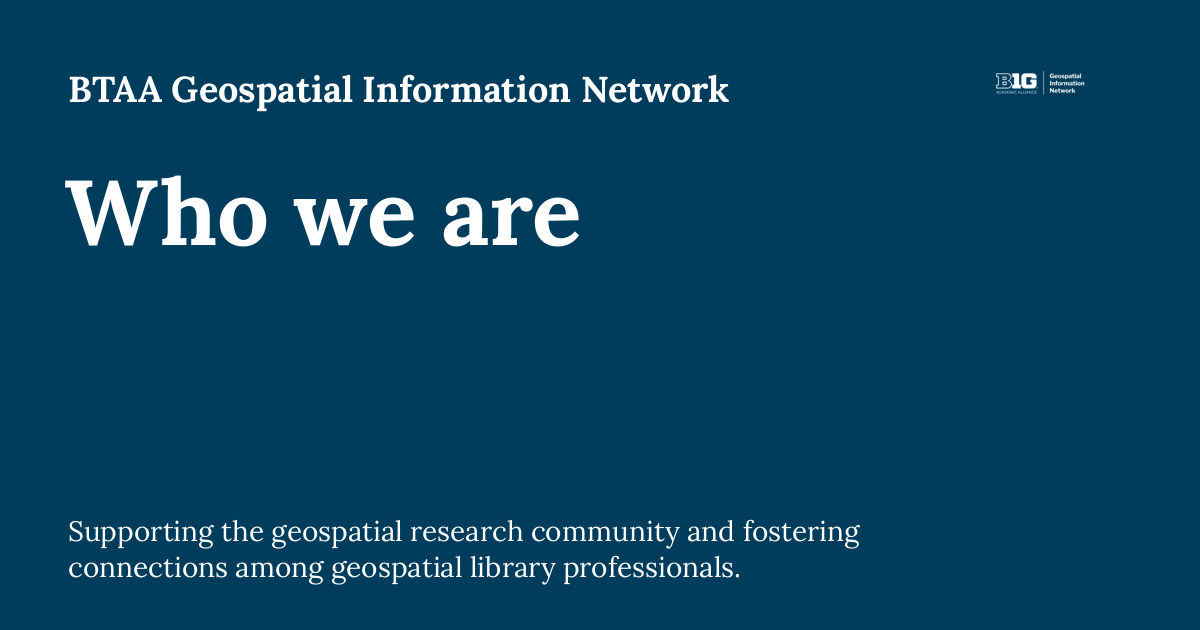 BTAA Geospatial Information Network
B1G
ACADEMIC ALLIANCE
Geospatial
Information
Network
Who we are
Supporting the geospatial research community and fostering
connections among geospatial library professionals.